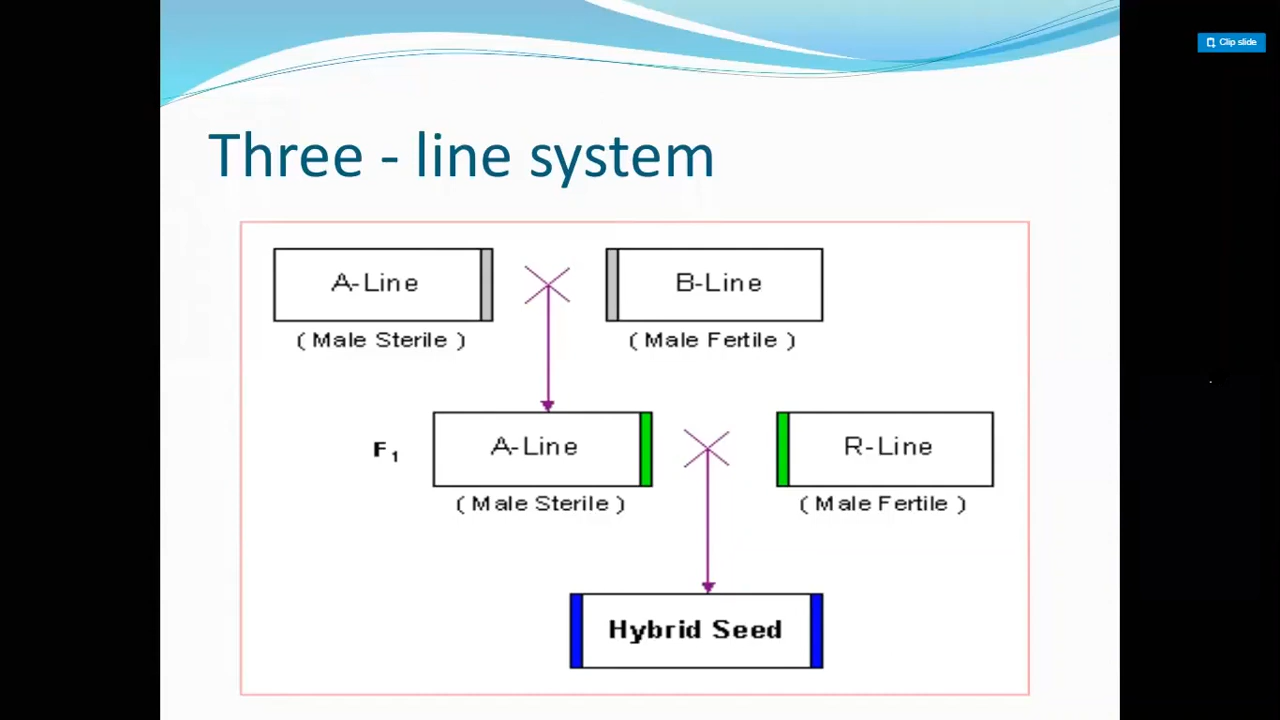 Clip slide
Three - line system
A-Line
B-Line
( Male Sterile )
( Male Fertile )
F1
A-Line
R-Line
( Male Sterile )
( Male Fertile )
Hybrid Seed